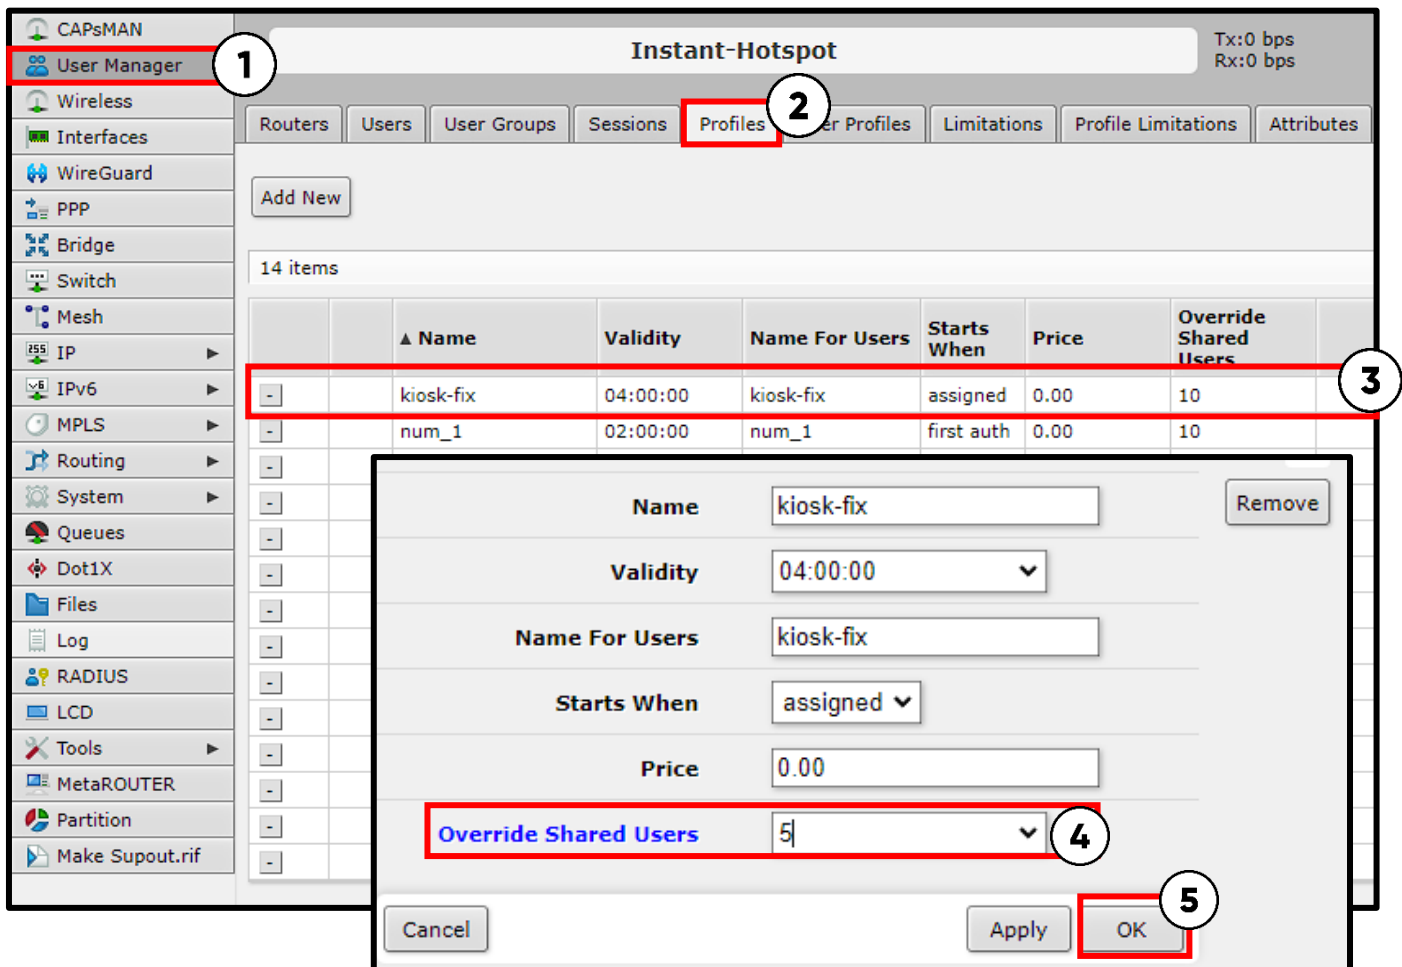 CAPsMAN
User Manager
Wireless
Interfaces
WireGuard
PPP
Bridge
Switch
Mesh
IP
IPv6
MPLS
Routing
System
Queues
Dot1X
Files
Log
RADIUS
LCD
Tools
MetaROUTER
Partition
Make Supout.rif
1
Instant-Hotspot
Tx:0 bps
Rx:0 bps
2
Routers Users User Groups Sessions Profiles Profiles Limitations Profile Limitations Attributes
Add New
14 items
▲ Name Validity Name For Users Starts When Price Override Shared Users
- kiosk-fix 04:00:00 kiosk-fix assigned 0.00 10
3
- num_1 02:00:00 num_1 first auth 0.00 10
-
-
-
-
-
-
-
-
-
-
-
-
Name kiosk-fix
Remove
Validity 04:00:00
Name For Users kiosk-fix
Starts When assigned
Price 0.00
Override Shared Users 5
4
5
Cancel Apply OK